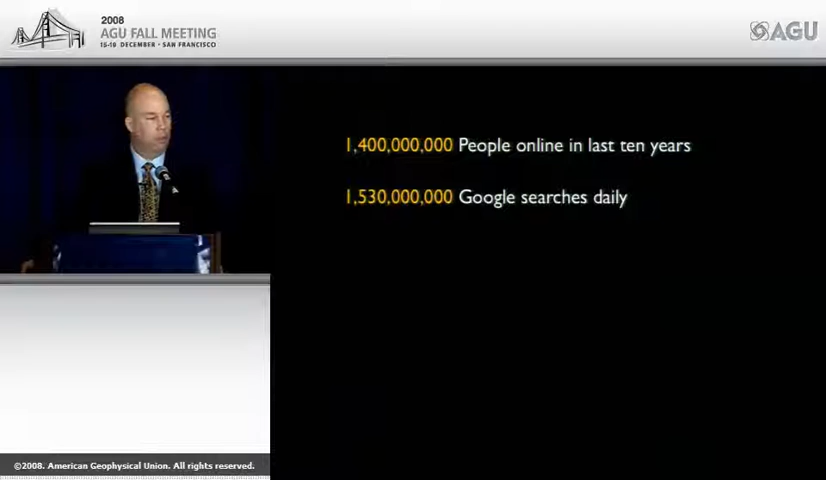 2008
AGU FALL MEETING
15-19 DECEMBER • SAN FRANCISCO
AGU
1,400,000,000 People online in last ten years
1,530,000,000 Google searches daily
©2008. American Geophysical Union. All rights reserved.